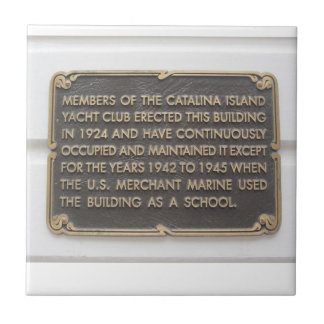 MEMBERS OF THE CATALINA ISLAND
YACHT CLUB ERECTED THIS BUILDING
IN 1924 AND HAVE CONTINUOUSLY
OCCUPIED AND MAINTAINED IT EXCEPT
FOR THE YEARS 1942 TO 1945 WHEN
THE U.S. MERCHANT MARINE USED
THE BUILDING AS A SCHOOL.